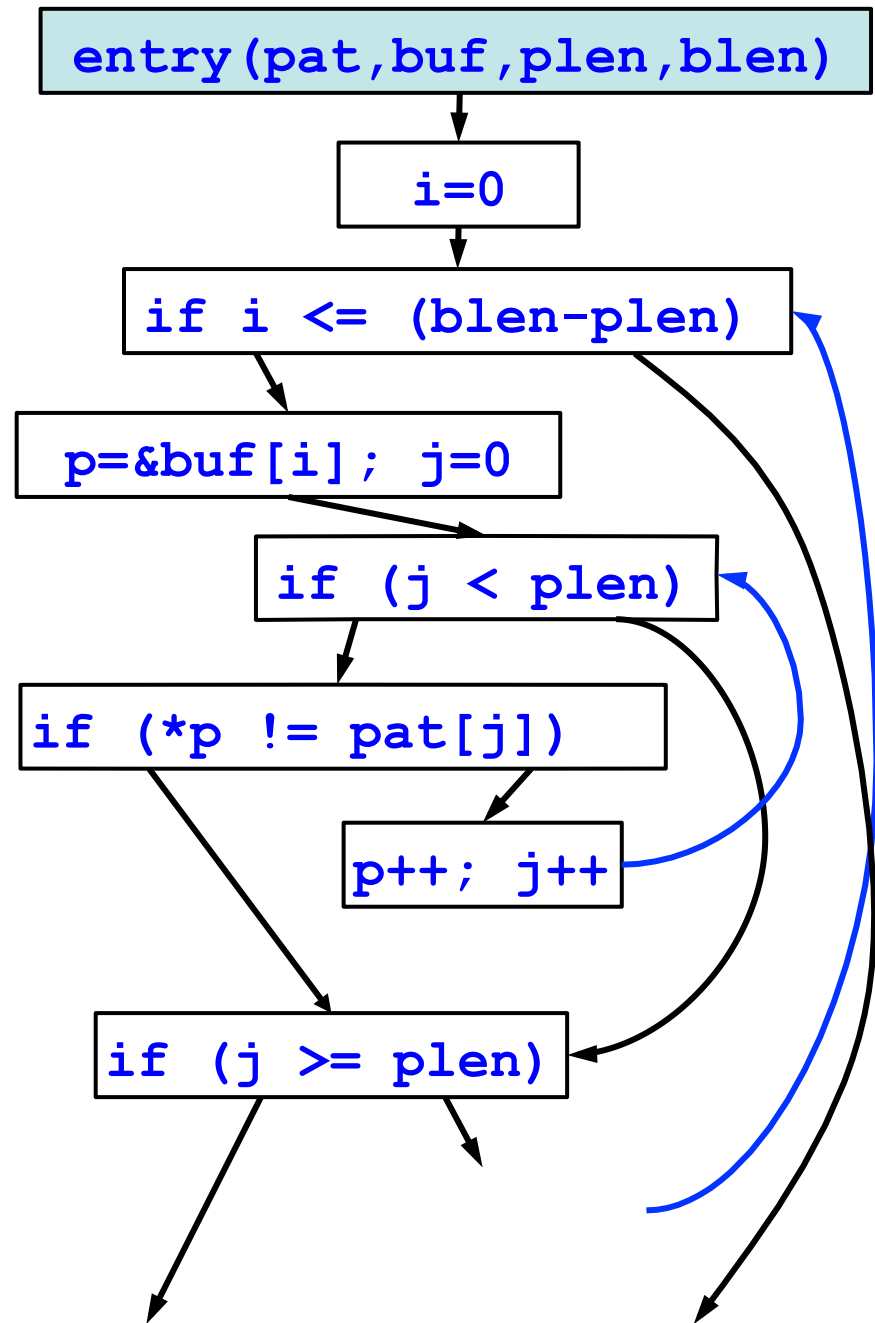 entry(pat,buf,plen,blen)
i=0
if i <= (blen-plen)
p=&buf[i]; j=0
if (j < plen)
if (*p != pat[j])
p++; j++
if (j >= plen)